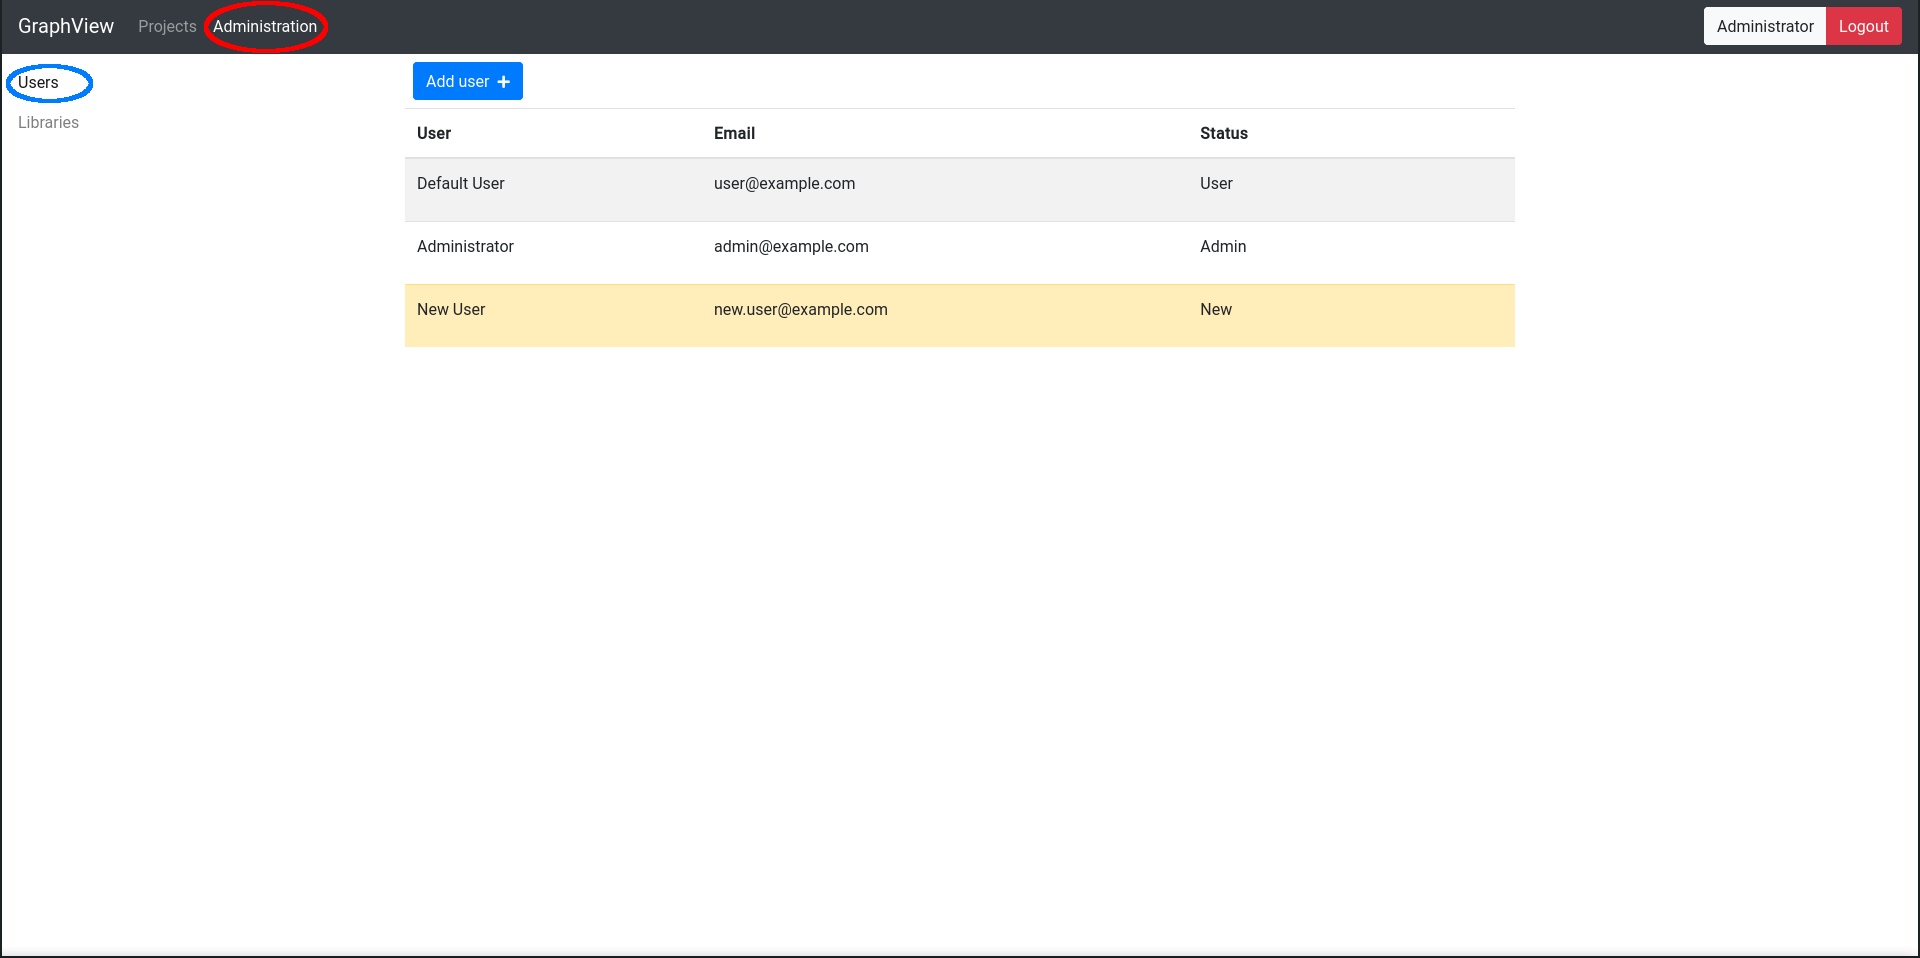 GraphView Projects Administration Administrator Logout
Users
Libraries
Add user
User Email Status
Default User user@example.com User
Administrator admin@example.com Admin
New User new.user@example.com New